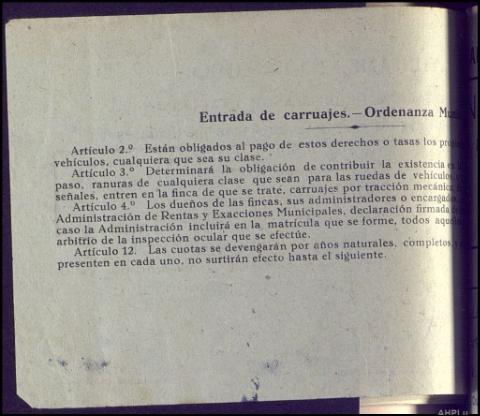 Entrada de carruajes.—Ordenanza
Artículo 2.º Están obligados al pago de estos derechos o tasas los
vehículos, cualquiera que sea su clase.
Artículo 3.º Determinará la obligación de contribuir la existencia
paso, ranuras de cualquiera clase que sean para las ruedas de vehículos
señales, entren en la finca de que se trate, carruajes por tracción mecánica,
Artículo 4.º Los dueños de las fincas, sus administradores o encargados,
Administración de Rentas y Exacciones Municipales, declaración firmada
caso la Administración incluirá en la matrícula que se forme, todos
arbitrio de la inspección ocular que se efectúe.
Artículo 12. Las cuotas se devengarán por años naturales, completos,
presenten en cada uno, no surtirán efecto hasta el siguiente.